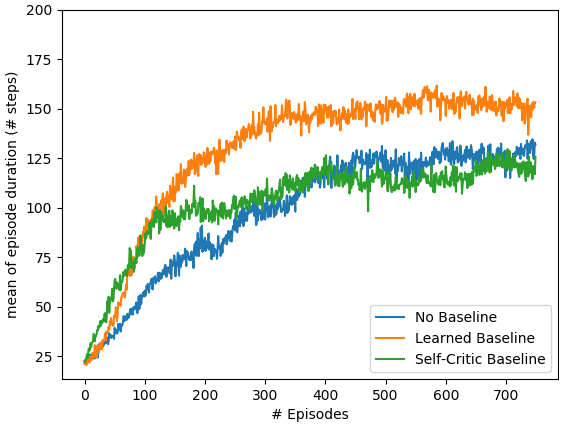 200
175
150
125
100
75
50
25
mean of episode duration (# steps)
No Baseline
Learned Baseline
Self-Critic Baseline
0 100 200 300 400 500 600 700
# Episodes